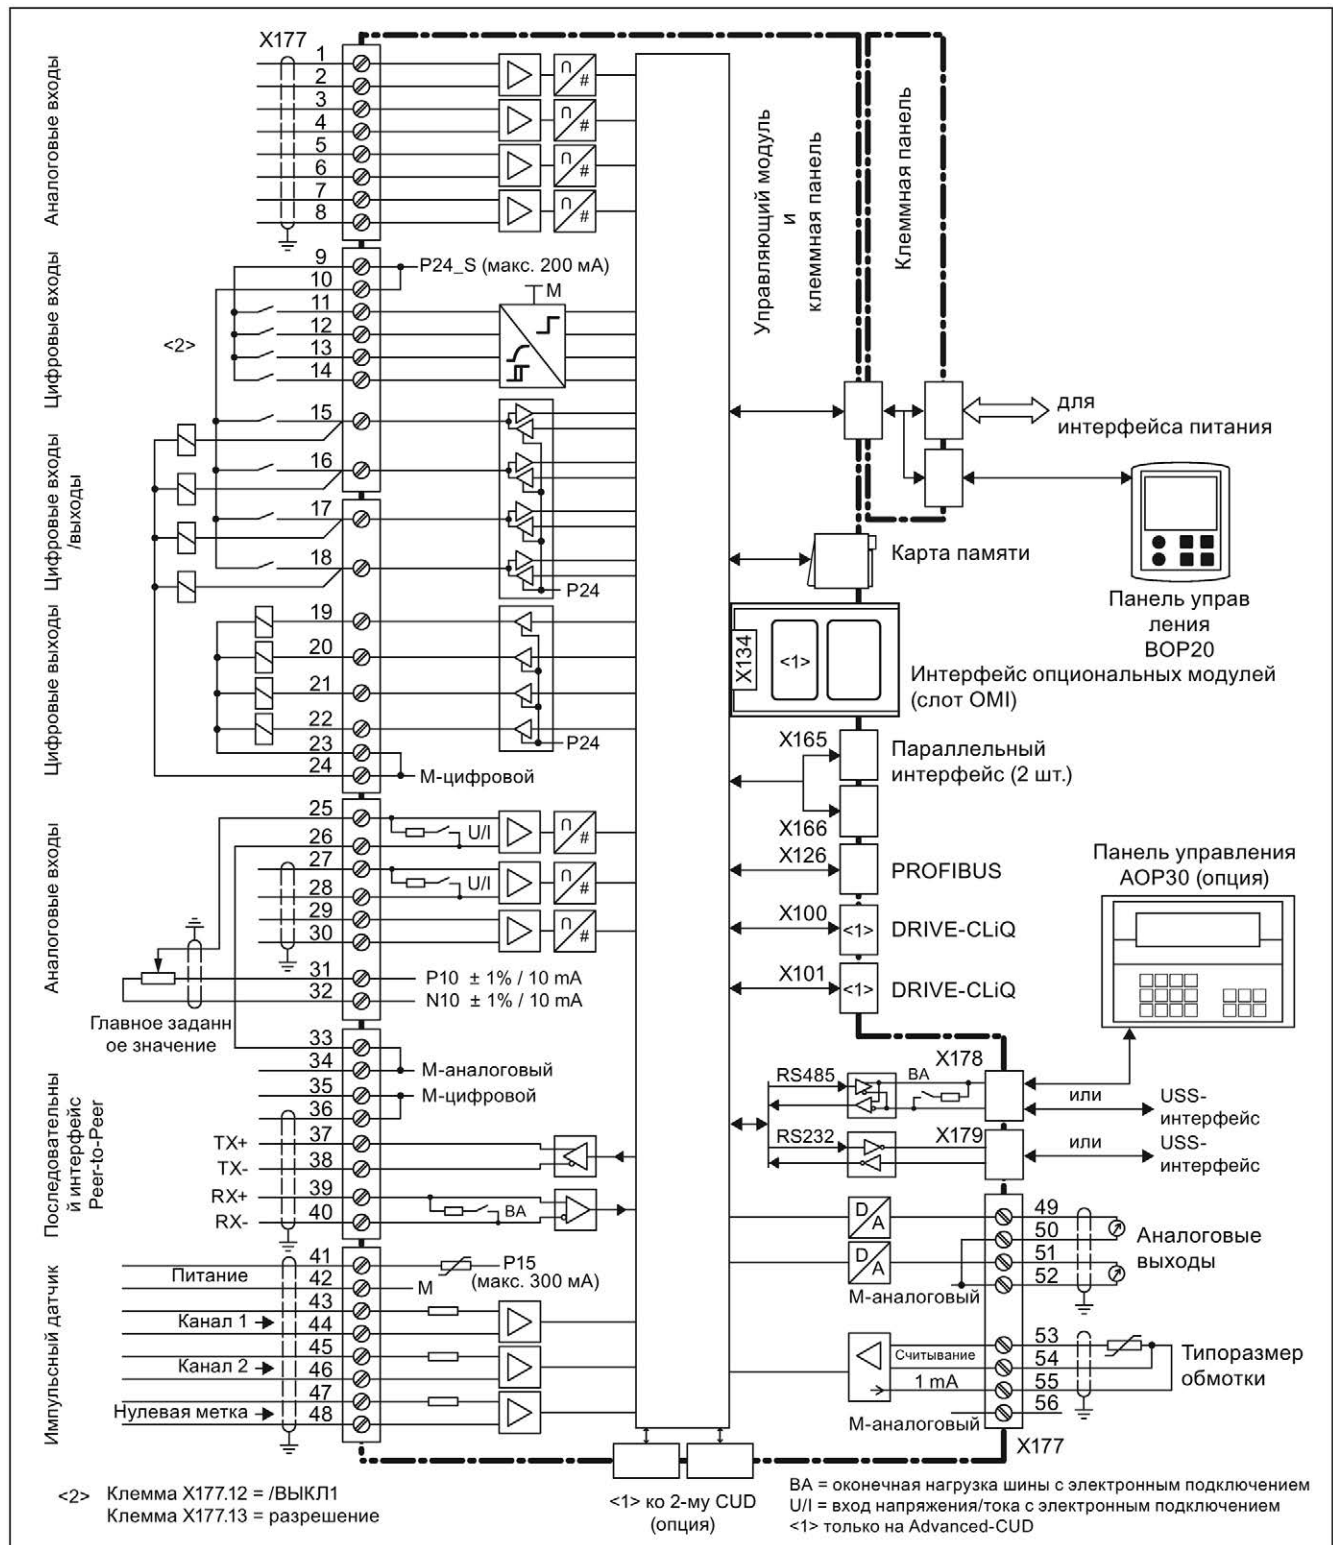 X177
Аналоговые входы
1
2
3
4
5
6
7
8
∩
#
∩
#
∩
#
∩
#
Цифровые входы
9
10
11
12
13
14
P24_S (макс. 200 мА)
M
<2>
Цифровые входы
/выходы
15
16
17
18
P24
Цифровые выходы
19
20
21
22
23
24
P24
М-цифровой
Аналоговые входы
25
26
27
28
29
30
31
32
U/I
U/I
∩
#
∩
#
∩
#
P10 ± 1% / 10 mA
N10 ± 1% / 10 mA
Главное заданн
ое значение
33
34
35
36
М-аналоговый
М-цифровой
Последовательны
й интерфейс
Peer-to-Peer
TX+
37
TX-
38
RX+
39
RX-
40
BA
Импульсный датчик
41
42
43
44
45
46
47
48
Питание
Канал 1
Канал 2
Нулевая метка
P15
(макс. 300 мА)
M
Управляющий модуль
и
клеммная панель
Клеммная панель
для
интерфейса питания
Карта памяти
Панель управ
ления
BOP20
X134
<1>
Интерфейс опциональных модулей
(слот OMI)
X165
Параллельный
интерфейс (2 шт.)
X166
X126
PROFIBUS
X100
<1>
DRIVE-CLiQ
X101
<1>
DRIVE-CLiQ
Панель управления
AOP30 (опция)
X178
RS485
BA
или
USS-
интерфейс
RS232
X179
или
USS-
интерфейс
D
A
D
A
49
50
51
52
Аналоговые
выходы
М-аналоговый
53
54
55
56
Считывание
1 mA
Типоразмер
обмотки
М-аналоговый
X177
<2> Клемма X177.12 = /ВЫКЛ1
Клемма X177.13 = разрешение
<1> ко 2-му CUD
(опция)
BA = оконечная нагрузка шины с электронным подключением
U/I = вход напряжения/тока с электронным подключением
<1> только на Advanced-CUD